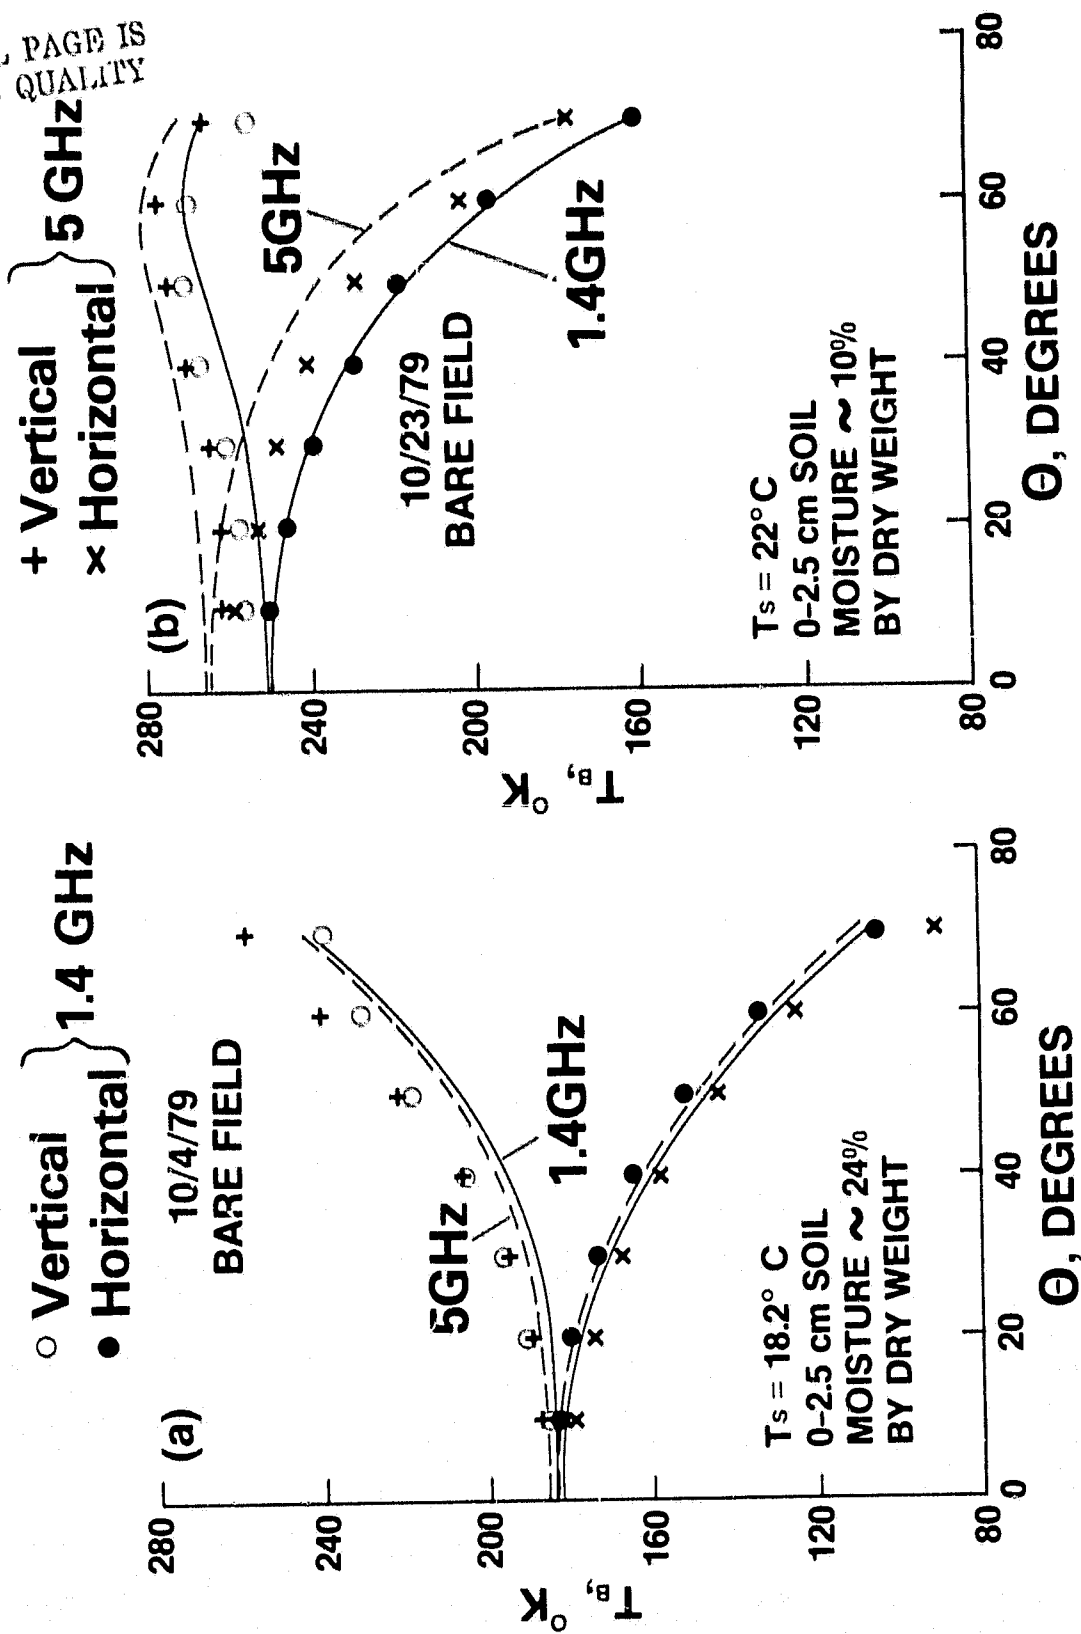 PAGE IS
QUALITY
○ Vertical
● Horizontal
1.4 GHz
+ Vertical
× Horizontal
5 GHz
(a)
10/4/79
BARE FIELD
5GHz
1.4GHz
Ts = 18.2° C
0–2.5 cm SOIL
MOISTURE ~ 24%
BY DRY WEIGHT
280
240
200
160
120
80
TB, °K
0
20
40
60
80
Θ, DEGREES
(b)
5GHz
1.4GHz
10/23/79
BARE FIELD
Ts = 22°C
0–2.5 cm SOIL
MOISTURE ~ 10%
BY DRY WEIGHT
280
240
200
160
120
80
TB, °K
0
20
40
60
80
Θ, DEGREES